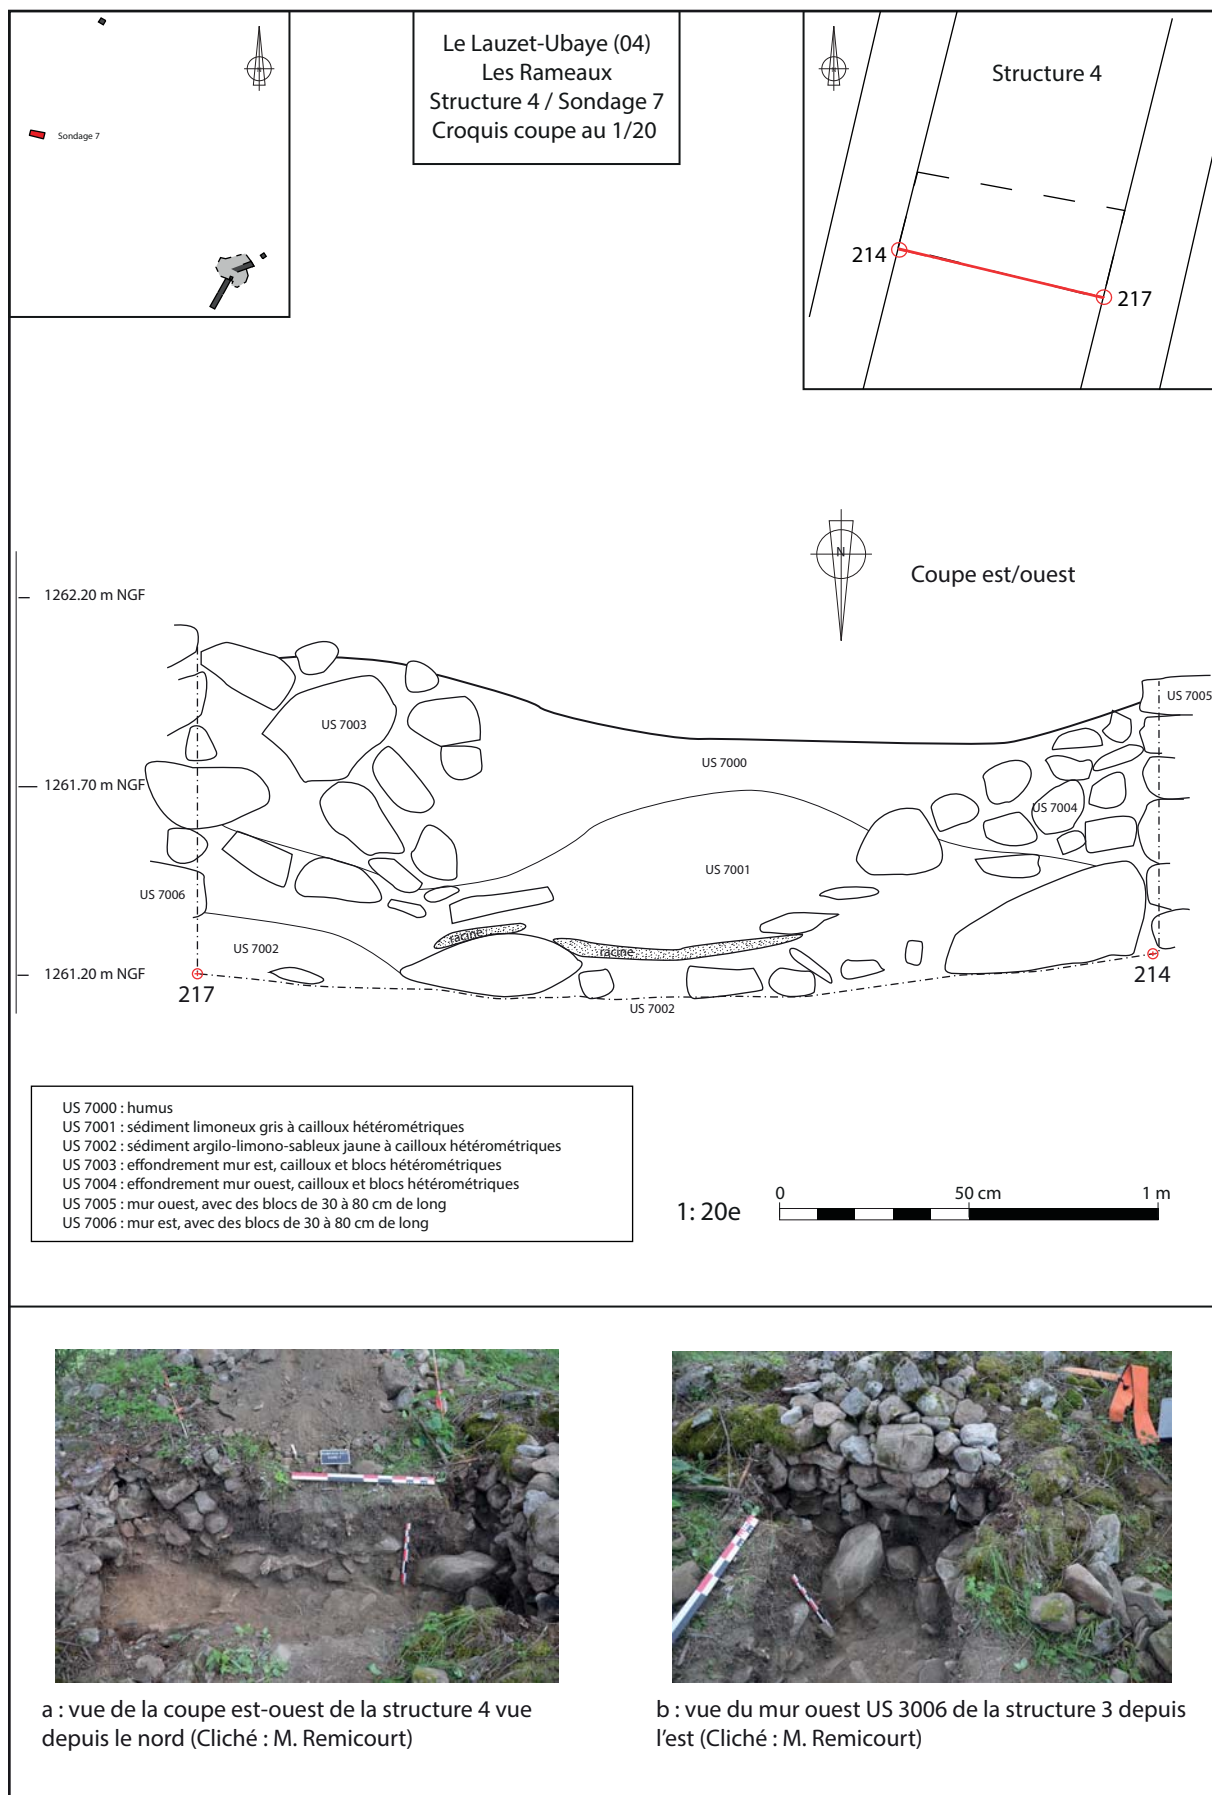 Sondage 7
Le Lauzet-Ubaye (04)
Les Rameaux
Structure 4 / Sondage 7
Croquis coupe au 1/20
Structure 4
214
217
N
Coupe est/ouest
1262.20 m NGF
1261.70 m NGF
1261.20 m NGF
US 7003
US 7005
US 7000
US 7004
US 7001
US 7006
US 7002
racine
racine
217
214
US 7002
US 7000 : humus
US 7001 : sédiment limoneux gris à cailloux hétérométriques
US 7002 : sédiment argilo-limono-sableux jaune à cailloux hétérométriques
US 7003 : effondrement mur est, cailloux et blocs hétérométriques
US 7004 : effondrement mur ouest, cailloux et blocs hétérométriques
US 7005 : mur ouest, avec des blocs de 30 à 80 cm de long
US 7006 : mur est, avec des blocs de 30 à 80 cm de long
1: 20e
0 50 cm 1 m
a : vue de la coupe est-ouest de la structure 4 vue
depuis le nord (Cliché : M. Remicourt)
b : vue du mur ouest US 3006 de la structure 3 depuis
l'est (Cliché : M. Remicourt)